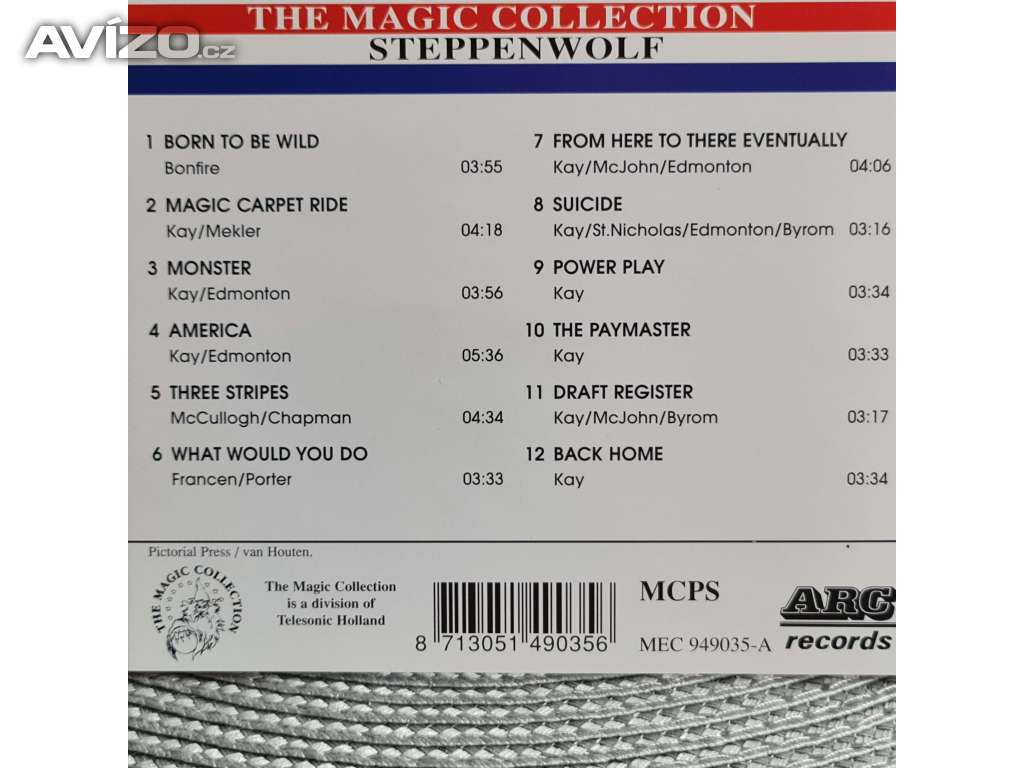 THE MAGIC COLLECTION
STEPPENWOLF
AVÍZO.CZ
1 BORN TO BE WILD
Bonfire 03:55
2 MAGIC CARPET RIDE
Kay/Mekler 04:18
3 MONSTER
Kay/Edmonton 03:56
4 AMERICA
Kay/Edmonton 05:36
5 THREE STRIPES
McCullogh/Chapman 04:34
6 WHAT WOULD YOU DO
Francen/Porter 03:33
7 FROM HERE TO THERE EVENTUALLY
Kay/McJohn/Edmonton 04:06
8 SUICIDE
Kay/St.Nicholas/Edmonton/Byrom 03:16
9 POWER PLAY
Kay 03:34
10 THE PAYMASTER
Kay 03:33
11 DRAFT REGISTER
Kay/McJohn/Byrom 03:17
12 BACK HOME
Kay 03:34
Pictorial Press / van Houten.
THE MAGIC COLLECTION
The Magic Collection
is a division of
Telesonic Holland
8 713051 490356
MCPS
MEC 949035-A
ARC
records